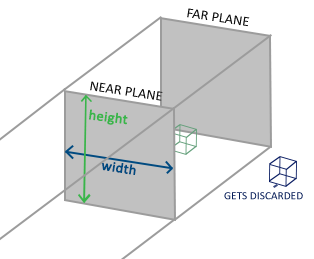 FAR PLANE
NEAR PLANE
height
width
GETS DISCARDED